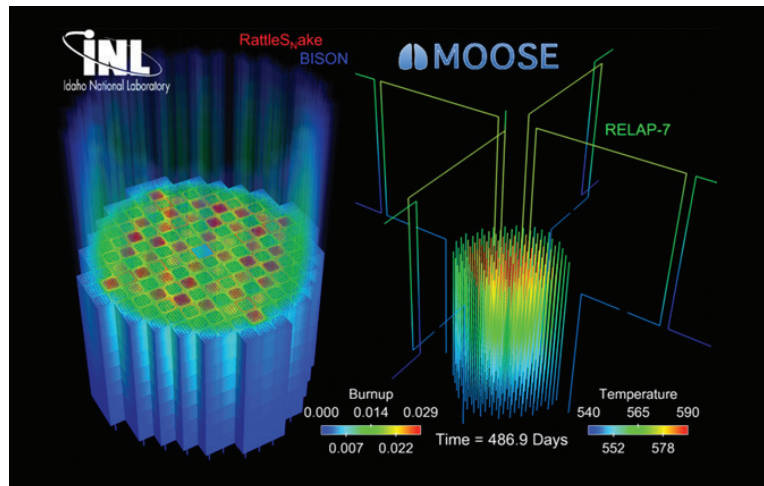 INL
Idaho National Laboratory
RattleSNake
BISON
MOOSE
RELAP-7
Burnup
0.000 0.014 0.029
0.007 0.022
Time = 486.9 Days
Temperature
540 565 590
552 578